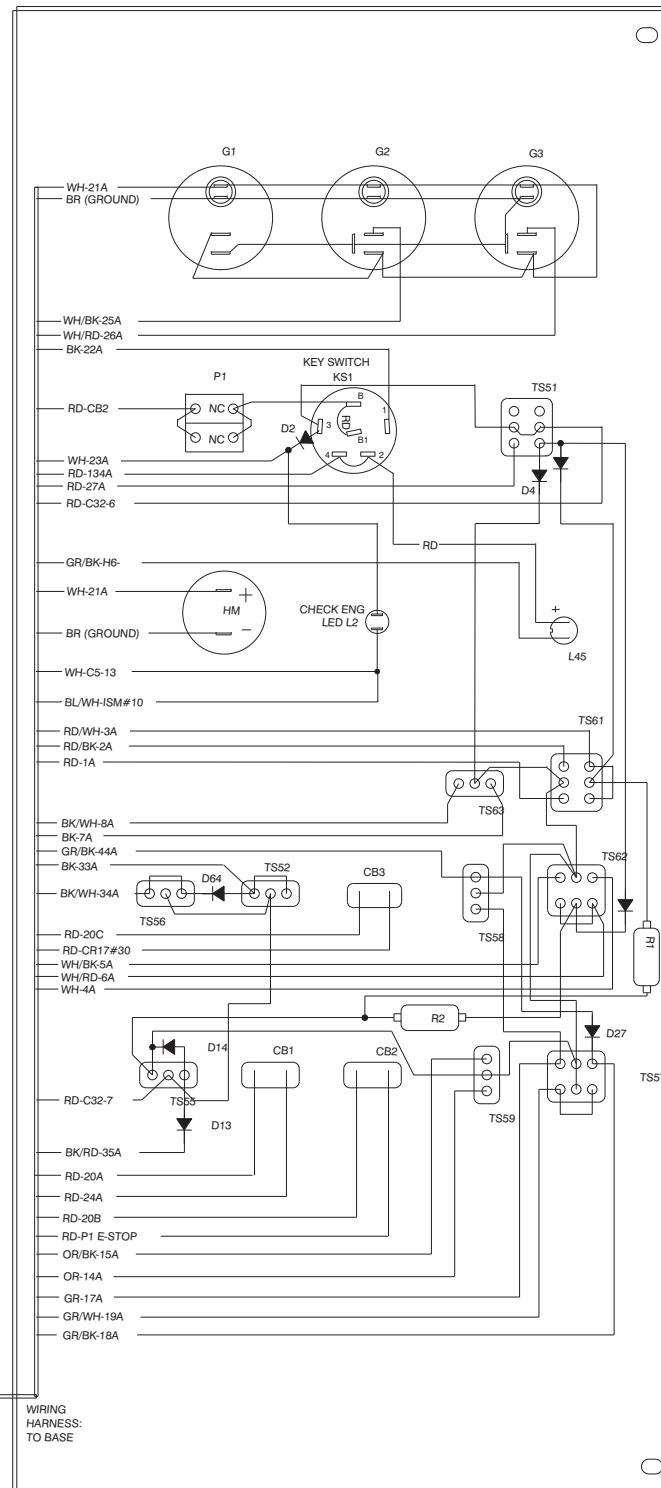 G1 G2 G3
WH-21A
BR (GROUND)
WH/BK-25A
WH/RD-26A
BK-22A
KEY SWITCH
P1 KS1 TS51
B
1
RD-CB2 NC RD
D2 3
NC B1
WH-23A 4 2
RD-134A
RD-27A D4
RD-C32-6
RD
GR/BK-H6-
WH-21A +
HM CHECK ENG +
LED L2
BR (GROUND) −
L45
WH-C5-13
BL/WH-ISM#10
TS61
RD/WH-3A
RD/BK-2A
RD-1A
TS63
BK/WH-8A
BK-7A
GR/BK-44A TS62
BK-33A D64 TS52 CB3
BK/WH-34A
TS56
RD-20C TS58
RD-CR17#30 R1
WH/BK-5A
WH/RD-6A
WH-4A
R2
D27
D14 CB1 CB2
TS5
RD-C32-7 TS55
TS59
D13
BK/RD-35A
RD-20A
RD-24A
RD-20B
RD-P1 E-STOP
OR/BK-15A
OR-14A
GR-17A
GR/WH-19A
GR/BK-18A
WIRING
HARNESS:
TO BASE